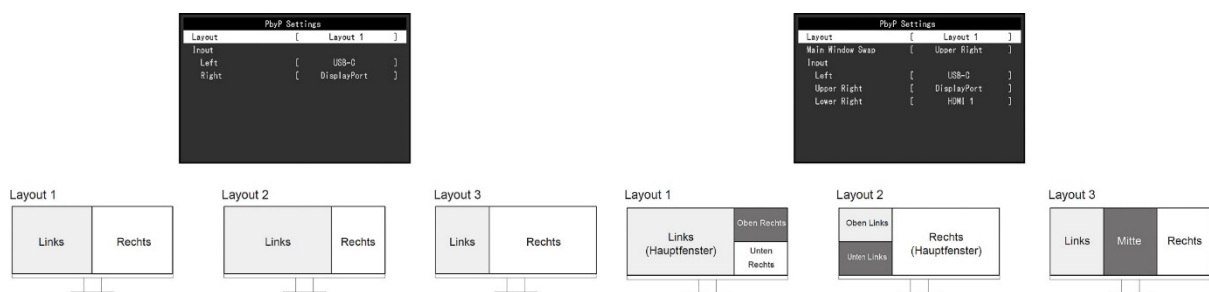 PbyP Settings
Layout [ Layout 1 ]
Input
Left [ USB-C ]
Right [ DisplayPort ]
PbyP Settings
Layout [ Layout 1 ]
Main Window Swap [ Upper Right ]
Input
Left [ USB-C ]
Upper Right [ DisplayPort ]
Lower Right [ HDMI 1 ]
Layout 1
Links
Rechts
Layout 2
Links
Rechts
Layout 3
Links
Rechts
Layout 1
Links
(Hauptfenster)
Oben Rechts
Unten
Rechts
Layout 2
Oben Links
Unten Links
Rechts
(Hauptfenster)
Layout 3
Links
Mitte
Rechts